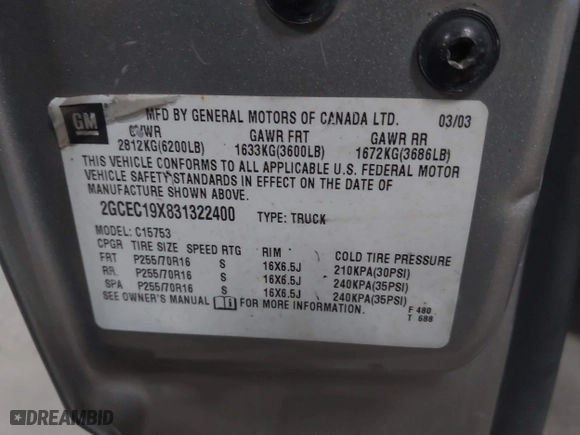 GM
MFD BY GENERAL MOTORS OF CANADA LTD. 03/03
GVWR GAWR FRT GAWR RR
2812KG(6200LB) 1633KG(3600LB) 1672KG(3686LB)
THIS VEHICLE CONFORMS TO ALL APPLICABLE U.S. FEDERAL MOTOR
VEHICLE SAFETY STANDARDS IN EFFECT ON THE DATE OF
MANUFACTURE SHOWN ABOVE.
2GCEC19X831322400 TYPE: TRUCK
MODEL: C15753
CPGR TIRE SIZE SPEED RTG RIM COLD TIRE PRESSURE
FRT P255/70R16 S 16X6.5J 210KPA(30PSI)
RR. P255/70R16 S 16X6.5J 240KPA(35PSI)
SPA P255/70R16 S 16X6.5J 240KPA(35PSI)
SEE OWNER'S MANUAL FOR MORE INFORMATION.
F 480
T 688
DREAMBID